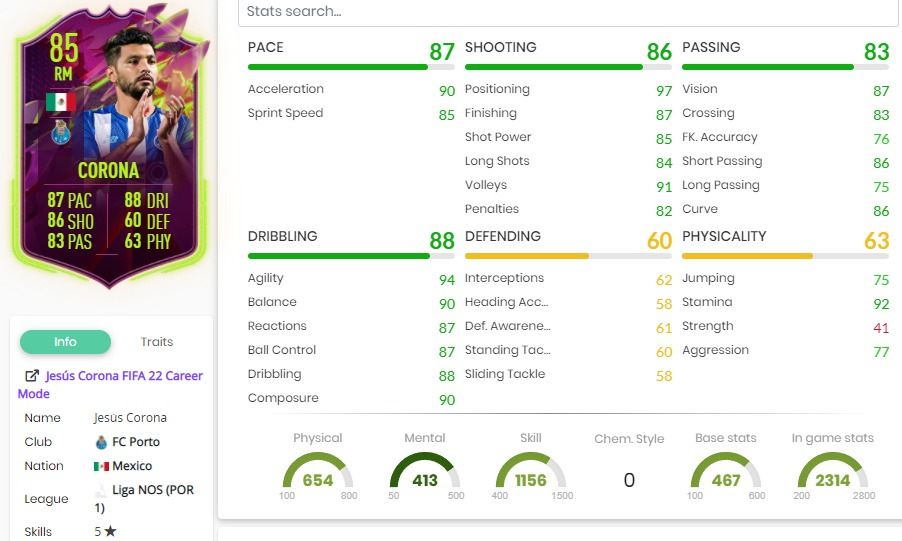 85
RM
CORONA
87 PAC 88 DRI
86 SHO 60 DEF
83 PAS 63 PHY
Info Traits
Jesús Corona FIFA 22 Career
Mode
Name Jesús Corona
Club FC Porto
Nation Mexico
League Liga NOS (POR
1)
Skills 5 ★
Stats search...
PACE 87
Acceleration 90
Sprint Speed 85
SHOOTING 86
Positioning 97
Finishing 87
Shot Power 85
Long Shots 84
Volleys 91
Penalties 82
PASSING 83
Vision 87
Crossing 83
FK. Accuracy 76
Short Passing 86
Long Passing 75
Curve 86
DRIBBLING 88
Agility 94
Balance 90
Reactions 87
Ball Control 87
Dribbling 88
Composure 90
DEFENDING 60
Interceptions 62
Heading Acc... 58
Def. Awarene... 61
Standing Tac... 60
Sliding Tackle 58
PHYSICALITY 63
Jumping 75
Stamina 92
Strength 41
Aggression 77
Physical
654
100 800
Mental
413
50 500
Skill
1156
400 1500
Chem. Style
0
Base stats
467
100 600
In game stats
2314
200 2800